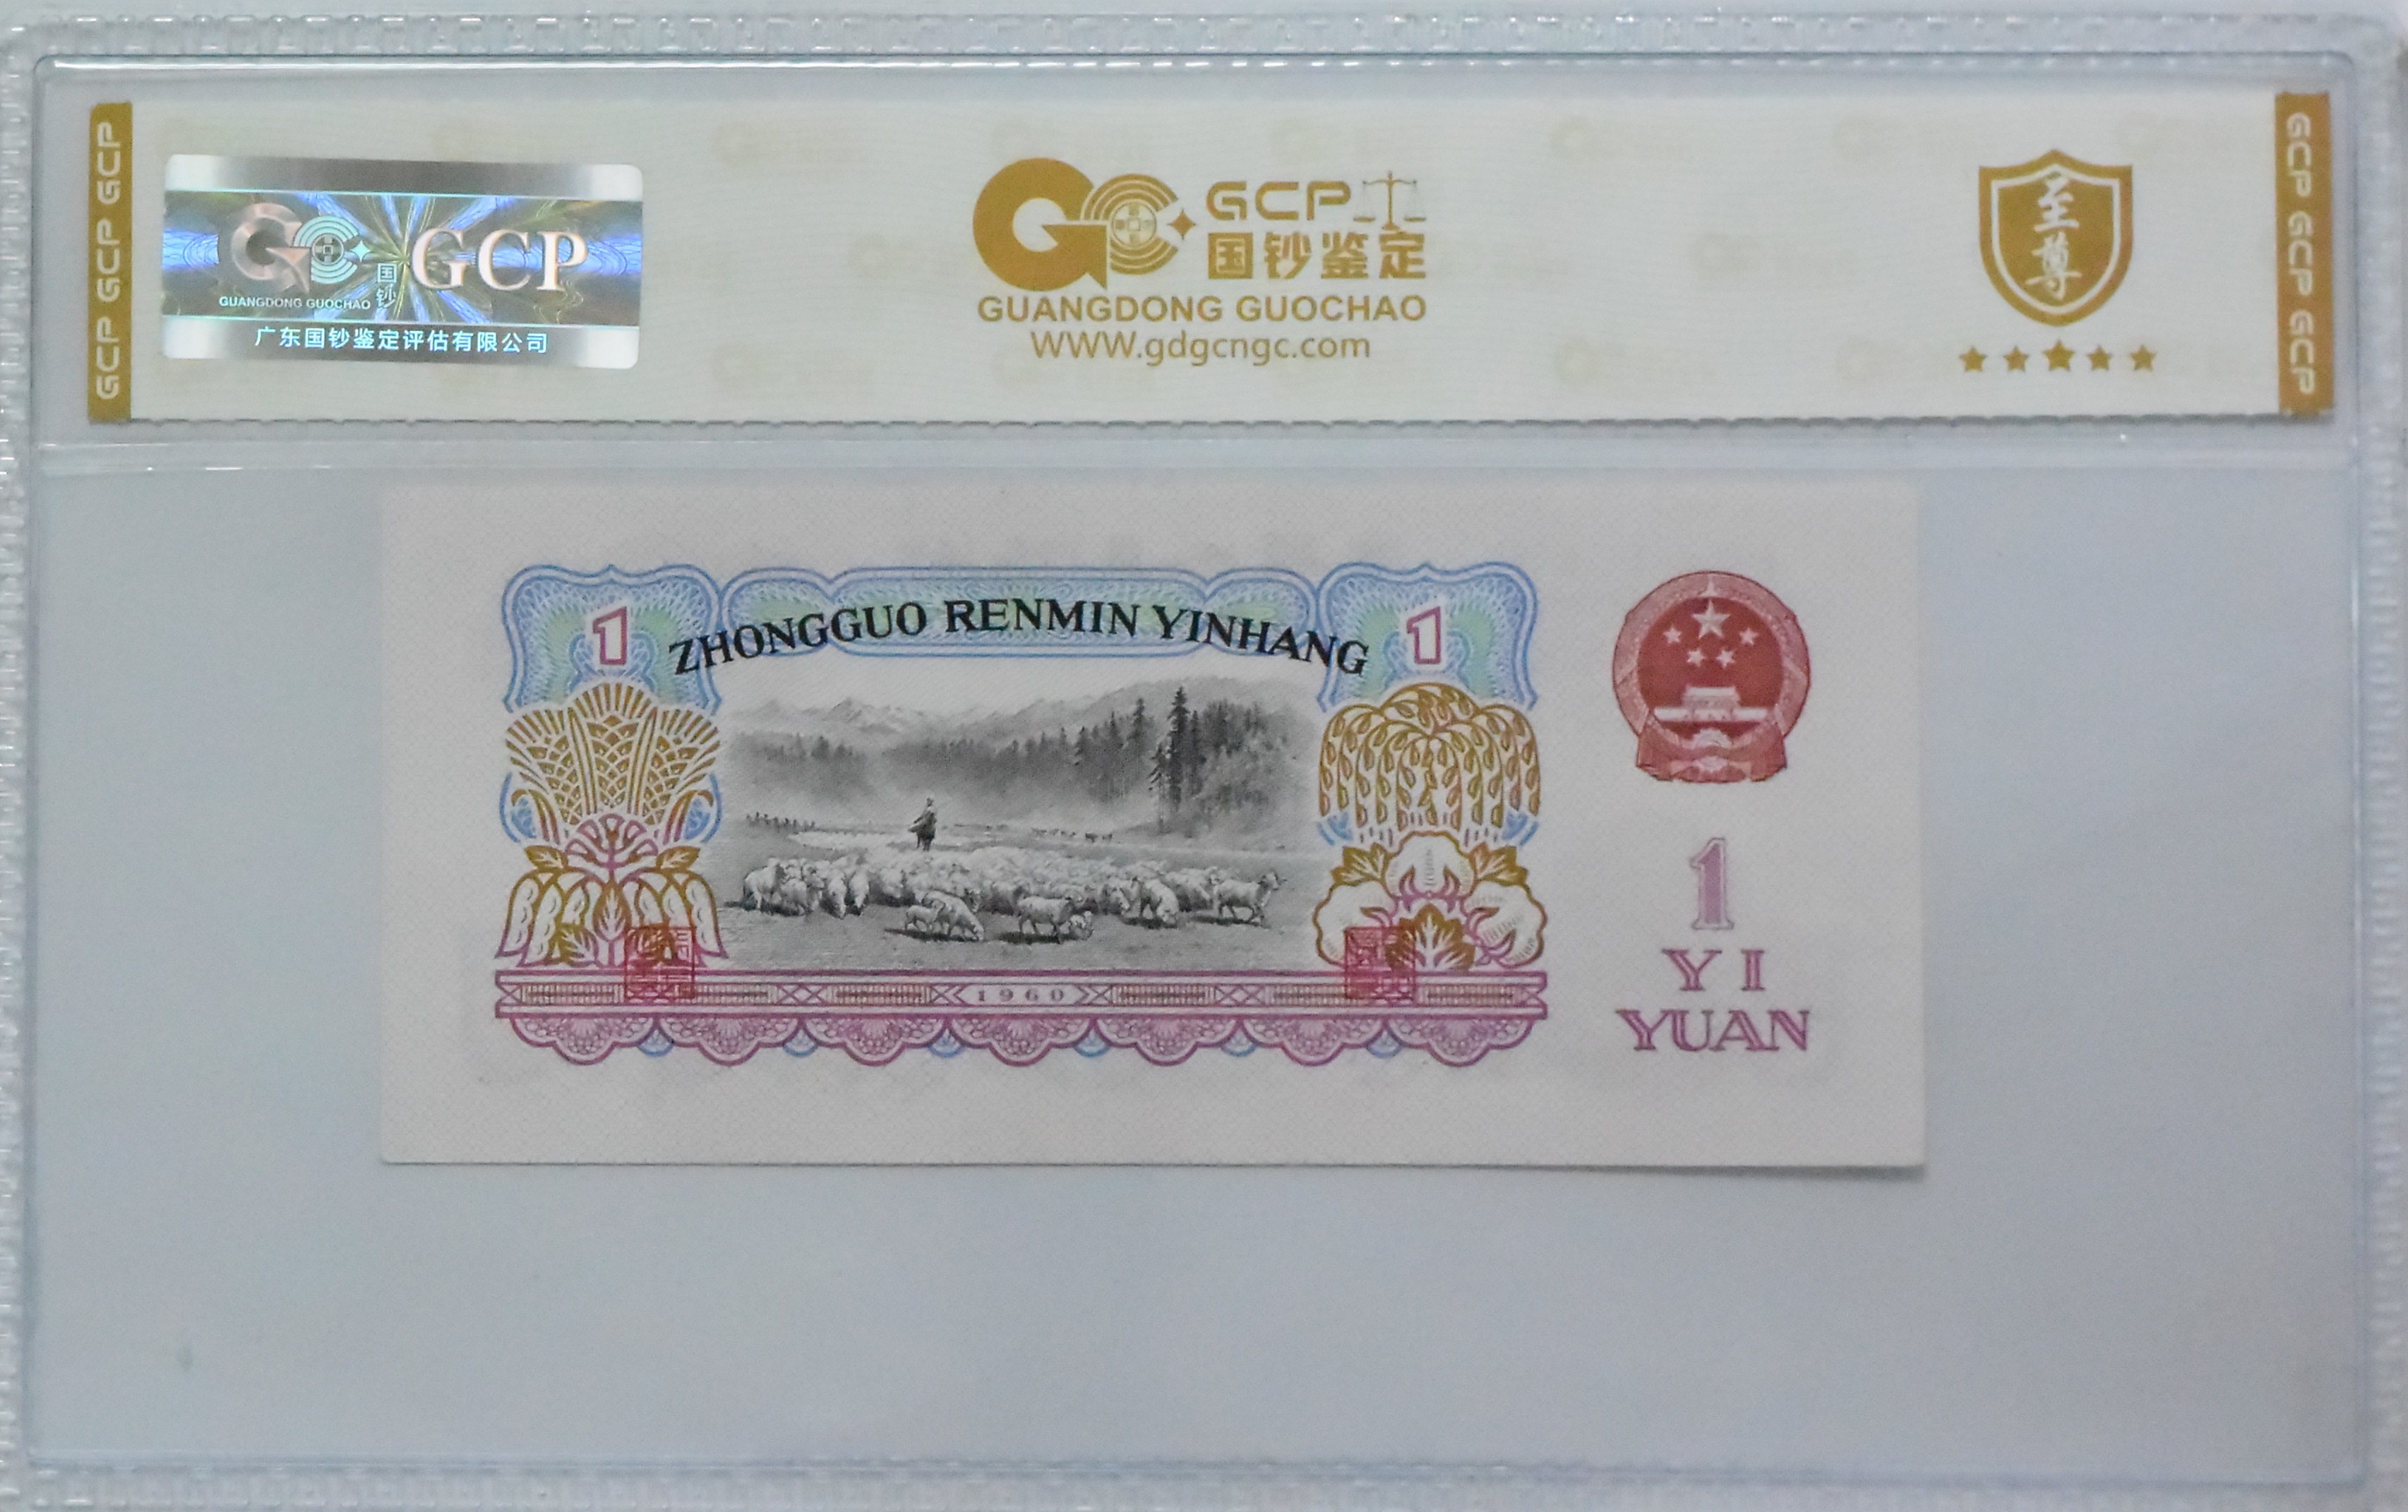 GCP GCP GCP
GCP
国钞
GUANGDONG GUOCHAO
广东国钞鉴定评估有限公司
GCP
国钞鉴定
GUANGDONG GUOCHAO
WWW.gdgcngc.com
至尊
GCP GCP GCP
1
ZHONGGUO RENMIN YINHANG
1
1960
1
YI
YUAN